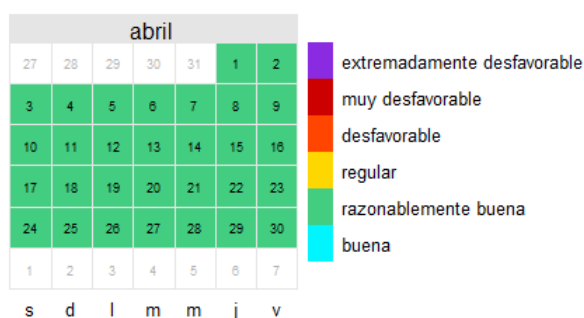 abril
27 28 29 30 31 1 2
3 4 5 6 7 8 9
10 11 12 13 14 15 16
17 18 19 20 21 22 23
24 25 26 27 28 29 30
1 2 3 4 5 6 7
s d l m m j v
extremadamente desfavorable
muy desfavorable
desfavorable
regular
razonablemente buena
buena